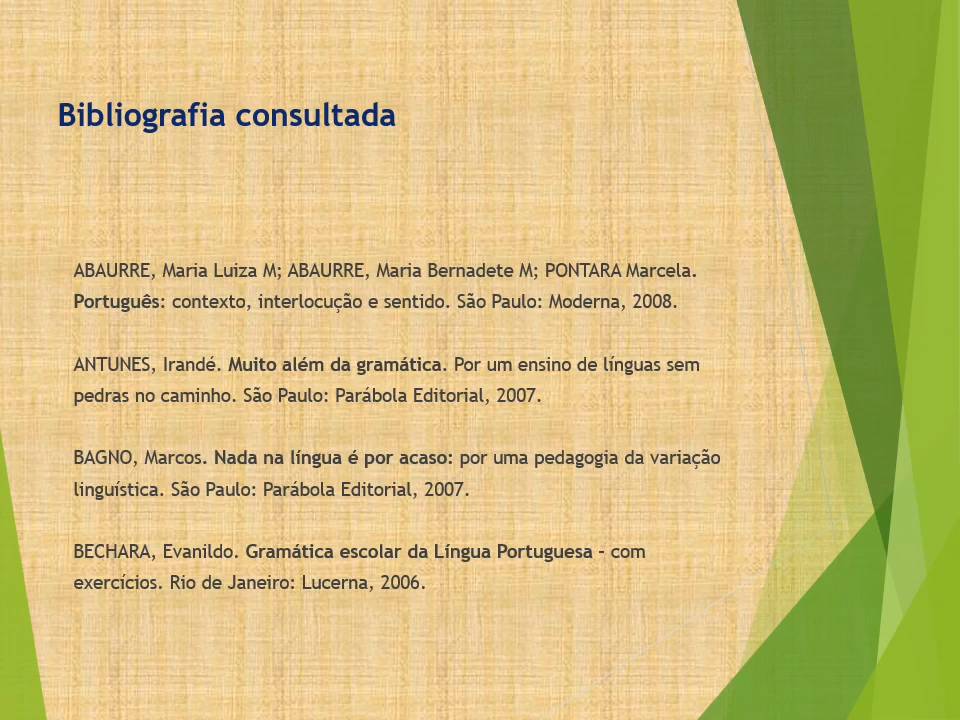 Bibliografia consultada
ABAURRE, Maria Luiza M; ABAURRE, Maria Bernadete M; PONTARA Marcela.
Português: contexto, interlocução e sentido. São Paulo: Moderna, 2008.
ANTUNES, Irandé. Muito além da gramática. Por um ensino de línguas sem
pedras no caminho. São Paulo: Parábola Editorial, 2007.
BAGNO, Marcos. Nada na língua é por acaso: por uma pedagogia da variação
linguística. São Paulo: Parábola Editorial, 2007.
BECHARA, Evanildo. Gramática escolar da Língua Portuguesa – com
exercícios. Rio de Janeiro: Lucerna, 2006.